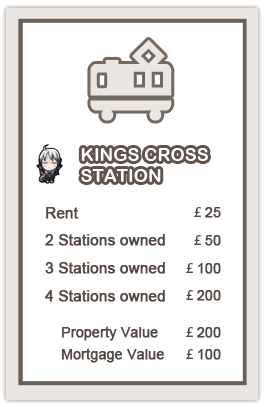 KINGS CROSS
STATION
Rent £ 25
2 Stations owned £ 50
3 Stations owned £ 100
4 Stations owned £ 200
Property Value £ 200
Mortgage Value £ 100